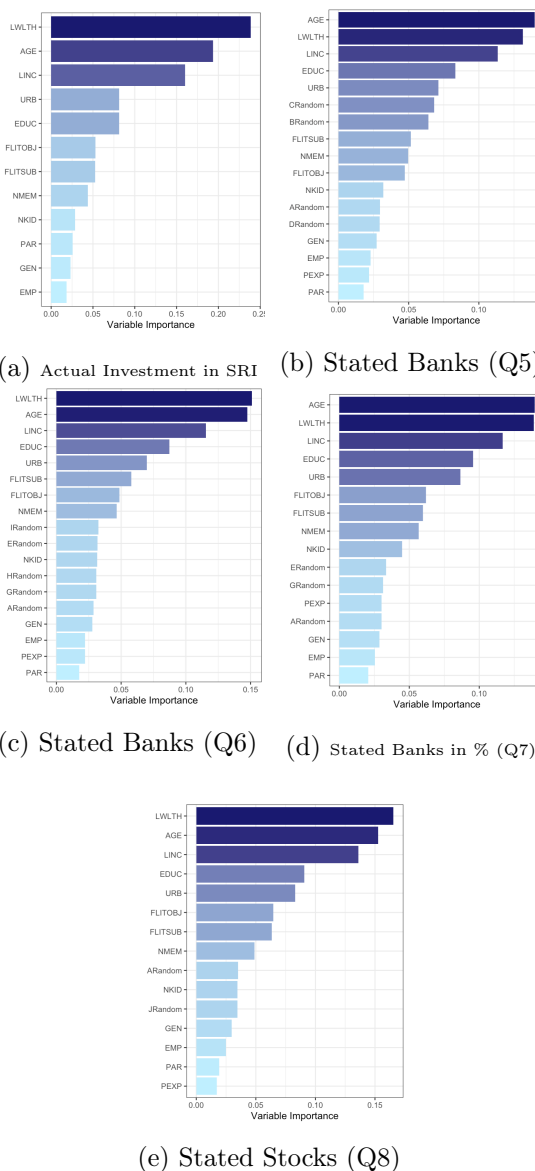 LWLTH
AGE
LINC
URB
EDUC
FLITOBJ
FLITSUB
NMEM
NKID
PAR
GEN
EMP
0.00 0.05 0.10 0.15 0.20 0.25
Variable Importance
(a) Actual Investment in SRI
AGE
LWLTH
LINC
EDUC
URB
CRandom
BRandom
FLITSUB
NMEM
FLITOBJ
NKID
ARandom
DRandom
GEN
EMP
PEXP
PAR
0.00 0.05 0.10
Variable Importance
(b) Stated Banks (Q5)
LWLTH
AGE
LINC
EDUC
URB
FLITSUB
FLITOBJ
NMEM
IRandom
ERandom
NKID
HRandom
GRandom
ARandom
GEN
EMP
PEXP
PAR
0.00 0.05 0.10 0.15
Variable Importance
(c) Stated Banks (Q6)
AGE
LWLTH
LINC
EDUC
URB
FLITOBJ
FLITSUB
NMEM
NKID
ERandom
GRandom
PEXP
ARandom
GEN
EMP
PAR
0.00 0.05 0.10
Variable Importance
(d) Stated Banks in % (Q7)
LWLTH
AGE
LINC
EDUC
URB
FLITOBJ
FLITSUB
NMEM
ARandom
NKID
JRandom
GEN
EMP
PAR
PEXP
0.00 0.05 0.10 0.15
Variable Importance
(e) Stated Stocks (Q8)